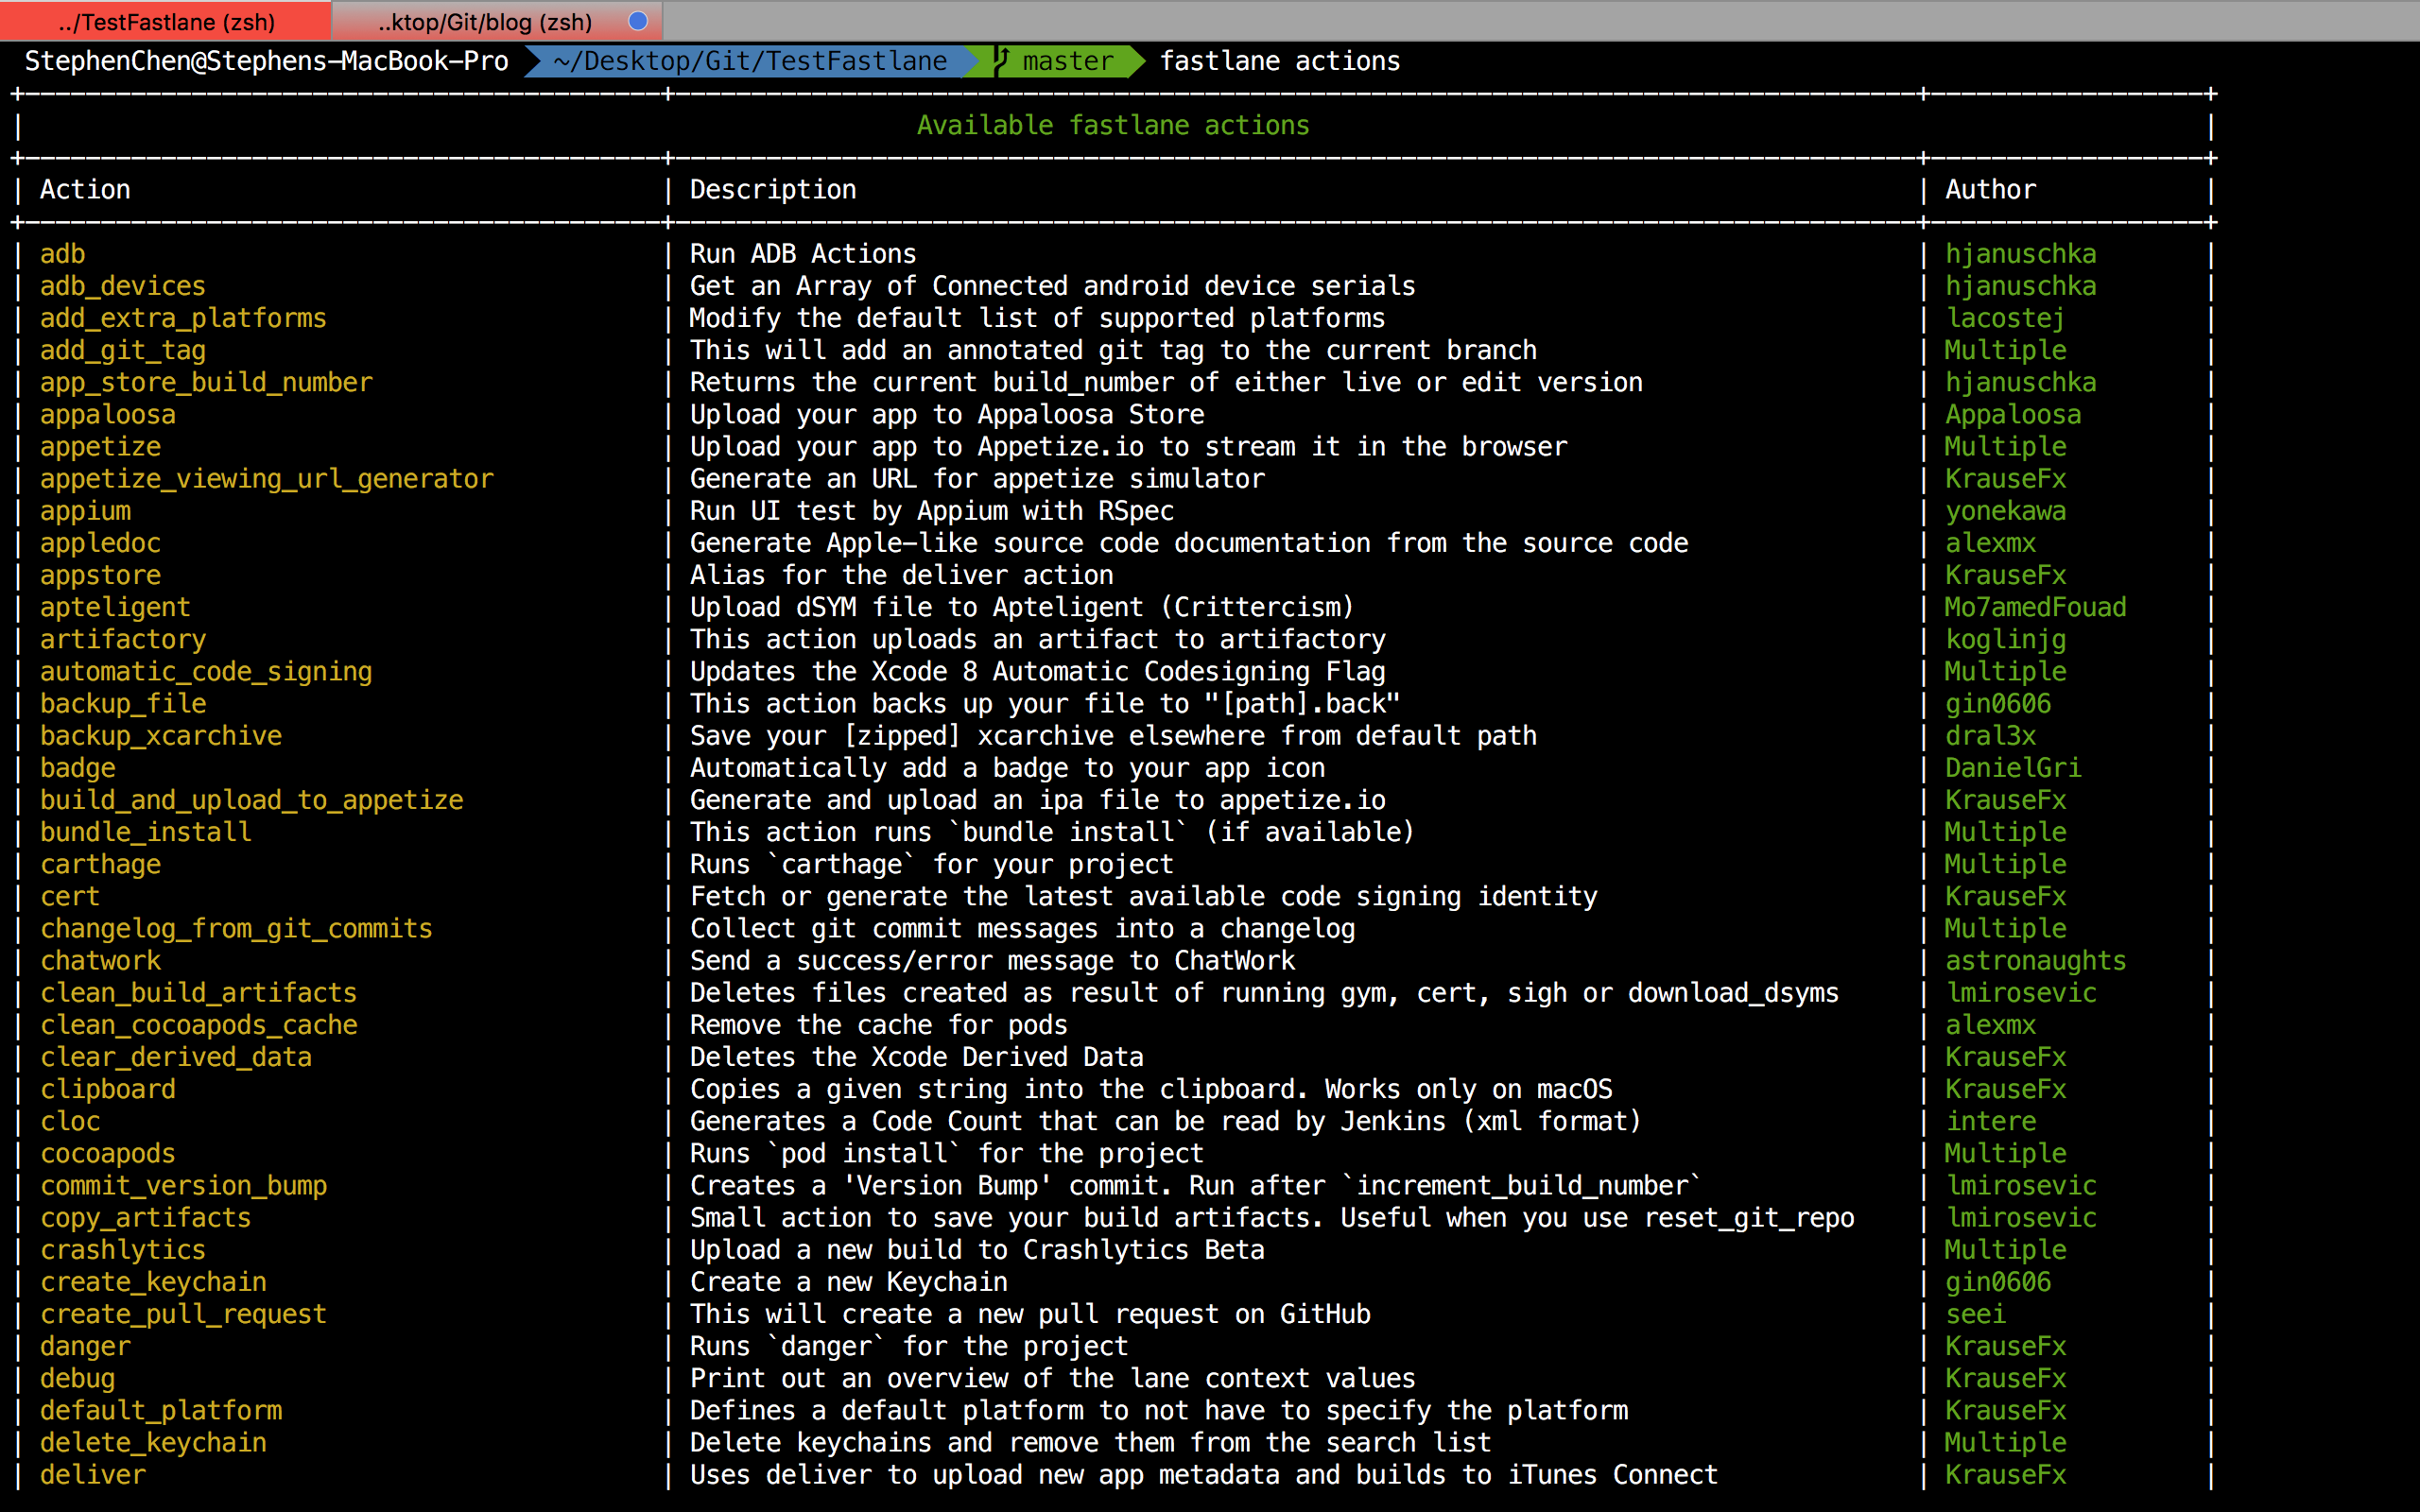 ../TestFastlane (zsh) ..ktop/Git/blog (zsh)
StephenChen@Stephens-MacBook-Pro ~/Desktop/Git/TestFastlane master fastlane actions
Available fastlane actions
| Action | Description | Author |
| adb | Run ADB Actions | hjanuschka |
| adb_devices | Get an Array of Connected android device serials | hjanuschka |
| add_extra_platforms | Modify the default list of supported platforms | lacostej |
| add_git_tag | This will add an annotated git tag to the current branch | Multiple |
| app_store_build_number | Returns the current build_number of either live or edit version | hjanuschka |
| appaloosa | Upload your app to Appaloosa Store | Appaloosa |
| appetize | Upload your app to Appetize.io to stream it in the browser | Multiple |
| appetize_viewing_url_generator | Generate an URL for appetize simulator | KrauseFx |
| appium | Run UI test by Appium with RSpec | yonekawa |
| appledoc | Generate Apple-like source code documentation from the source code | alexmx |
| appstore | Alias for the deliver action | KrauseFx |
| apteligent | Upload dSYM file to Apteligent (Crittercism) | Mo7amedFouad |
| artifactory | This action uploads an artifact to artifactory | koglinjg |
| automatic_code_signing | Updates the Xcode 8 Automatic Codesigning Flag | Multiple |
| backup_file | This action backs up your file to "[path].back" | gin0606 |
| backup_xcarchive | Save your [zipped] xcarchive elsewhere from default path | dral3x |
| badge | Automatically add a badge to your app icon | DanielGri |
| build_and_upload_to_appetize | Generate and upload an ipa file to appetize.io | KrauseFx |
| bundle_install | This action runs `bundle install` (if available) | Multiple |
| carthage | Runs `carthage` for your project | Multiple |
| cert | Fetch or generate the latest available code signing identity | KrauseFx |
| changelog_from_git_commits | Collect git commit messages into a changelog | Multiple |
| chatwork | Send a success/error message to ChatWork | astronaughts |
| clean_build_artifacts | Deletes files created as result of running gym, cert, sigh or download_dsyms | lmirosevic |
| clean_cocoapods_cache | Remove the cache for pods | alexmx |
| clear_derived_data | Deletes the Xcode Derived Data | KrauseFx |
| clipboard | Copies a given string into the clipboard. Works only on macOS | KrauseFx |
| cloc | Generates a Code Count that can be read by Jenkins (xml format) | intere |
| cocoapods | Runs `pod install` for the project | Multiple |
| commit_version_bump | Creates a 'Version Bump' commit. Run after `increment_build_number` | lmirosevic |
| copy_artifacts | Small action to save your build artifacts. Useful when you use reset_git_repo | lmirosevic |
| crashlytics | Upload a new build to Crashlytics Beta | Multiple |
| create_keychain | Create a new Keychain | gin0606 |
| create_pull_request | This will create a new pull request on GitHub | seei |
| danger | Runs `danger` for the project | KrauseFx |
| debug | Print out an overview of the lane context values | KrauseFx |
| default_platform | Defines a default platform to not have to specify the platform | KrauseFx |
| delete_keychain | Delete keychains and remove them from the search list | Multiple |
| deliver | Uses deliver to upload new app metadata and builds to iTunes Connect | KrauseFx |